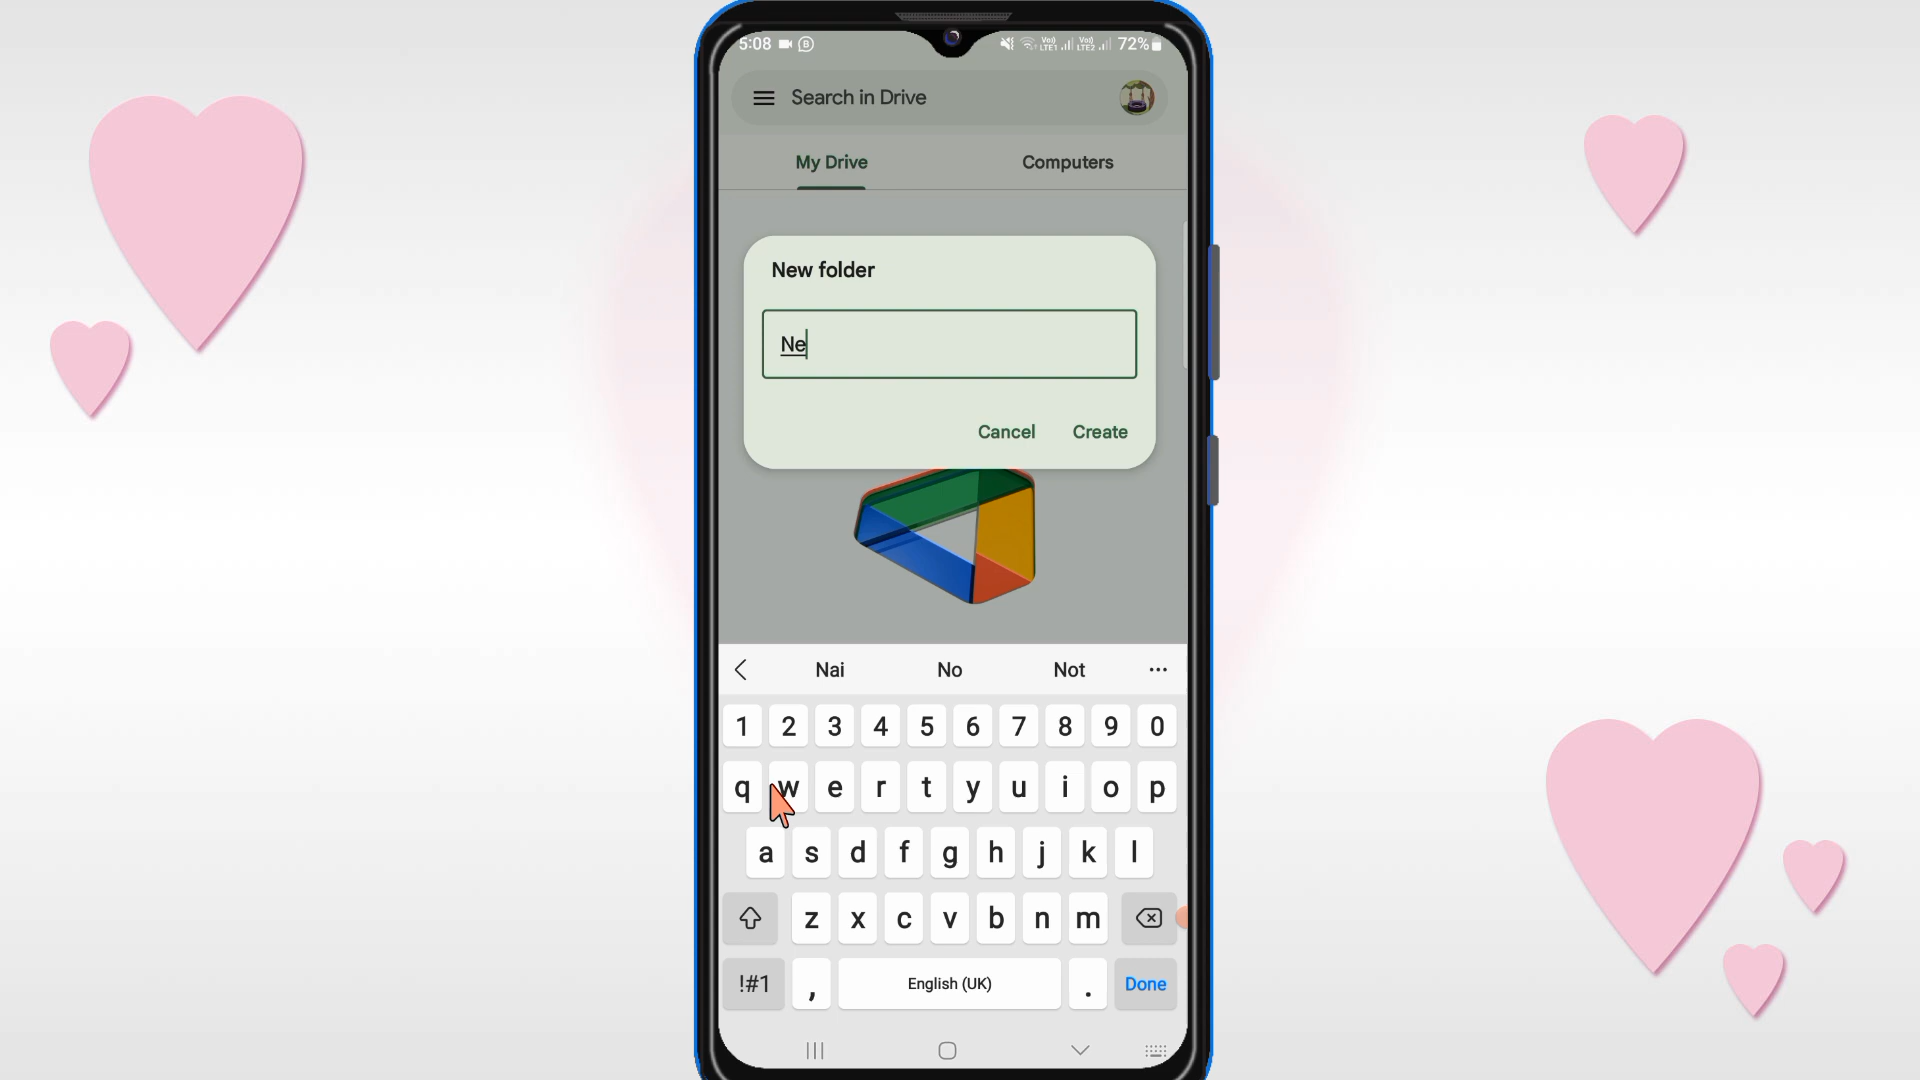 5:08 72%
Search in Drive
My Drive Computers
New folder
Ne
Cancel Create
Nai No Not
1 2 3 4 5 6 7 8 9 0
q w e r t y u i o p
a s d f g h j k l
z x c v b n m
!#1 , English (UK) . Done